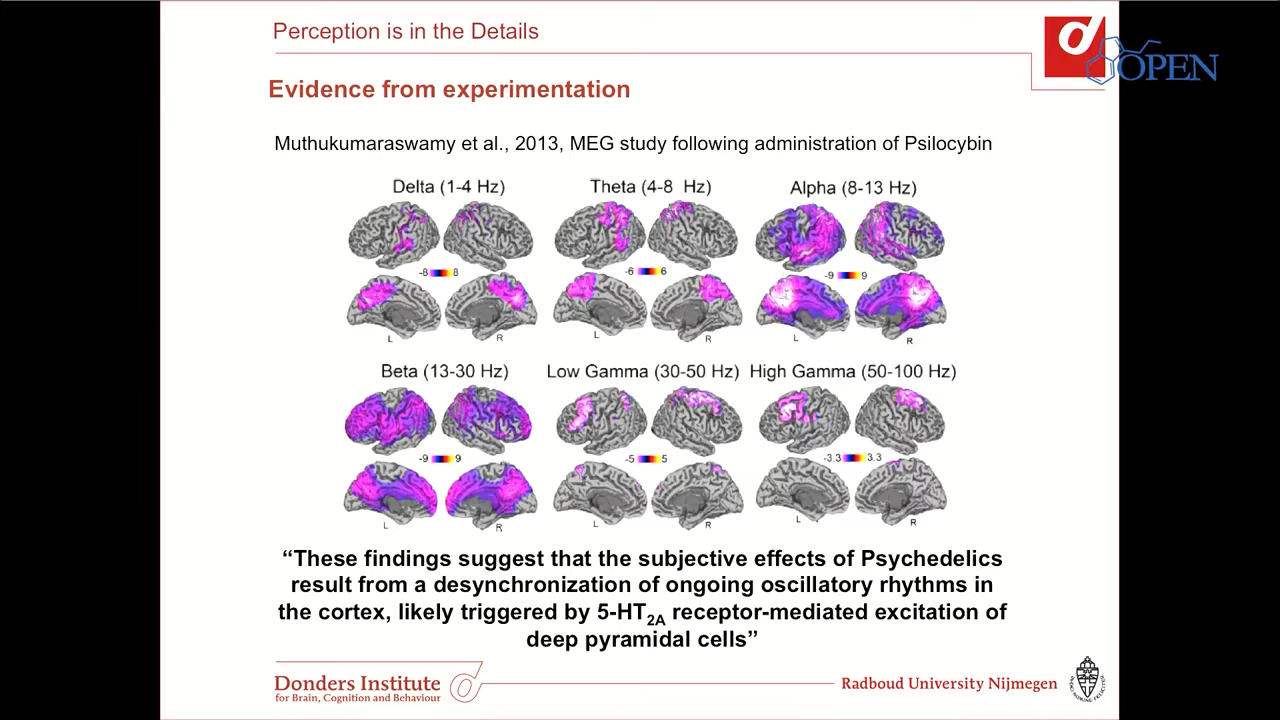 Perception is in the Details
OPEN
Evidence from experimentation
Muthukumaraswamy et al., 2013, MEG study following administration of Psilocybin
Delta (1-4 Hz)
Theta (4-8 Hz)
Alpha (8-13 Hz)
-8 8
-6 6
-9 9
L R
L R
L R
Beta (13-30 Hz)
Low Gamma (30-50 Hz)
High Gamma (50-100 Hz)
-9 9
-5 5
-3.3 3.3
L R
L R
L R
“These findings suggest that the subjective effects of Psychedelics
result from a desynchronization of ongoing oscillatory rhythms in
the cortex, likely triggered by 5-HT2A receptor-mediated excitation of
deep pyramidal cells”
Donders Institute
for Brain, Cognition and Behaviour
Radboud University Nijmegen